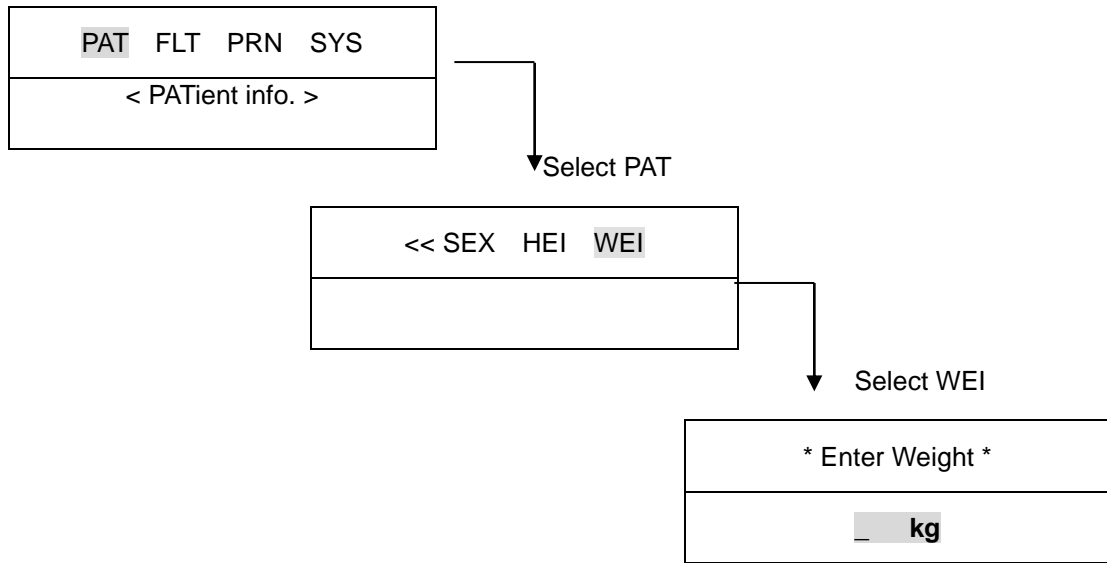 PAT FLT PRN SYS
< PATient info. >
Select PAT
<< SEX HEI WEI
Select WEI
* Enter Weight *
_ kg